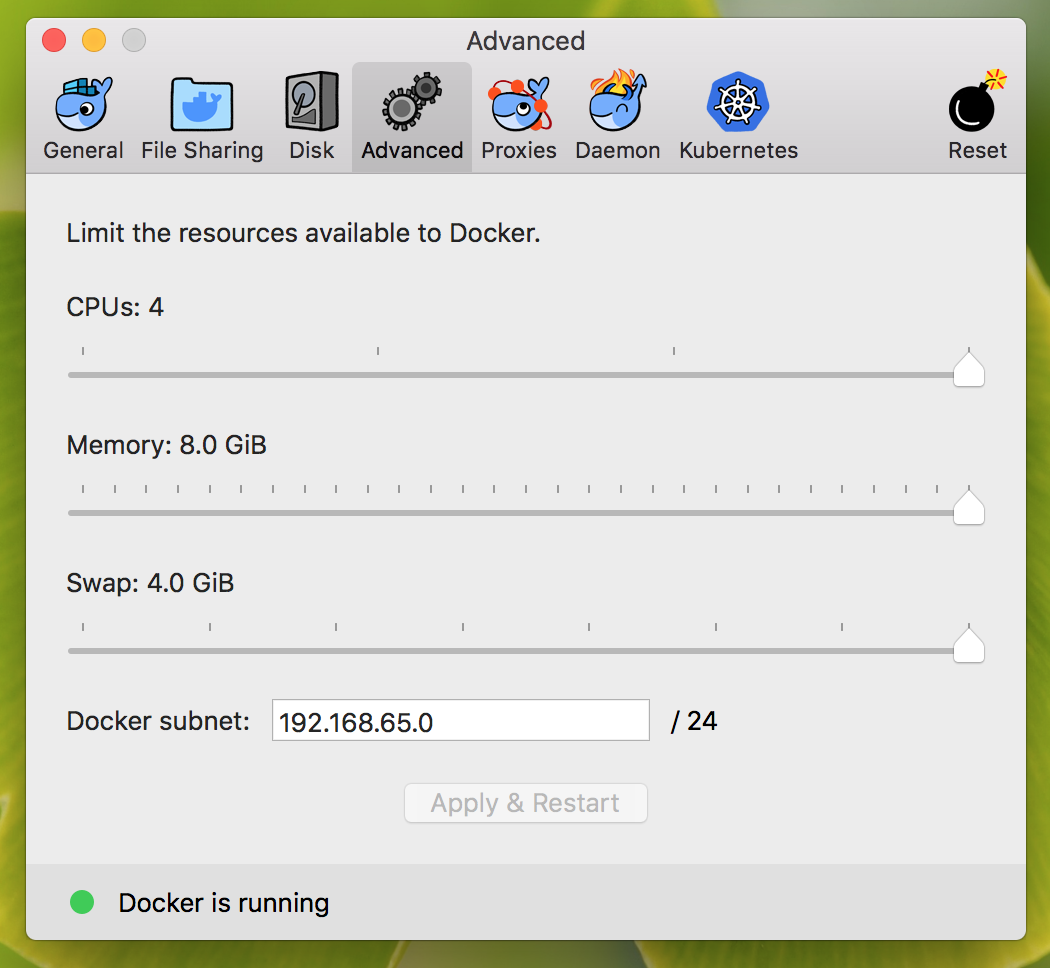 Advanced
General File Sharing Disk Advanced Proxies Daemon Kubernetes Reset
Limit the resources available to Docker.
CPUs: 4
Memory: 8.0 GiB
Swap: 4.0 GiB
Docker subnet: 192.168.65.0 / 24
Apply & Restart
Docker is running